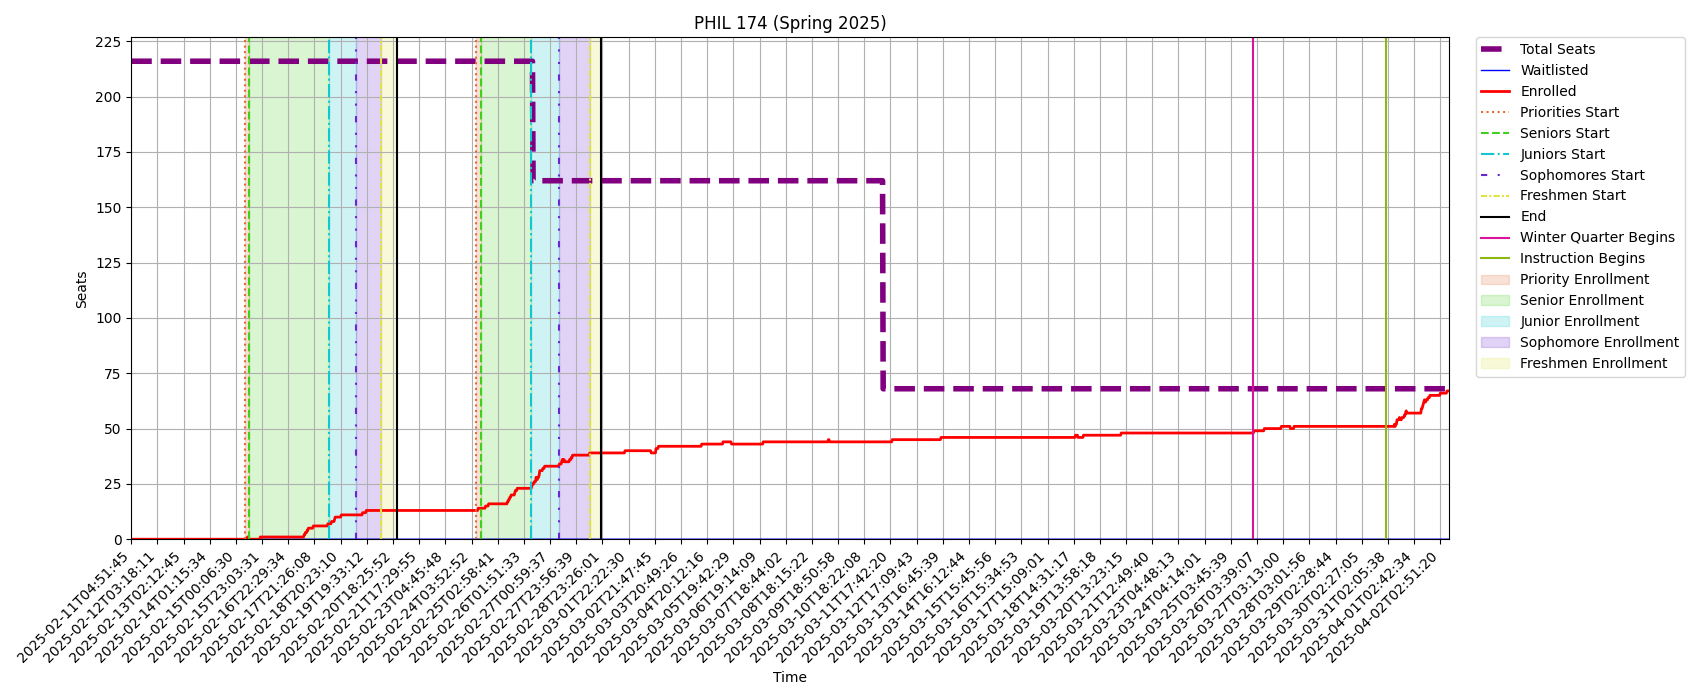 PHIL 174 (Spring 2025)
Seats
225
200
175
150
125
100
75
50
25
0
2025-02-11T04:51:45
2025-02-12T03:18:11
2025-02-13T02:12:45
2025-02-14T01:15:34
2025-02-15T00:06:30
2025-02-15T23:03:31
2025-02-16T22:29:34
2025-02-17T21:26:08
2025-02-18T20:23:10
2025-02-19T19:33:12
2025-02-20T18:25:52
2025-02-21T17:29:55
2025-02-23T04:45:48
2025-02-24T03:52:52
2025-02-25T02:58:41
2025-02-26T01:51:33
2025-02-27T00:59:37
2025-02-27T23:56:39
2025-02-28T23:26:01
2025-03-01T22:22:30
2025-03-02T21:47:45
2025-03-03T20:49:26
2025-03-04T20:12:16
2025-03-05T19:42:29
2025-03-06T19:14:09
2025-03-07T18:44:02
2025-03-08T18:15:22
2025-03-09T18:50:58
2025-03-10T18:22:08
2025-03-11T17:42:20
2025-03-12T17:09:43
2025-03-13T16:45:39
2025-03-14T16:12:44
2025-03-15T15:45:56
2025-03-16T15:34:53
2025-03-17T15:09:01
2025-03-18T14:31:17
2025-03-19T13:58:18
2025-03-20T13:23:15
2025-03-21T12:49:40
2025-03-23T04:48:13
2025-03-24T04:14:01
2025-03-25T03:45:39
2025-03-26T03:39:07
2025-03-27T03:13:00
2025-03-28T03:01:56
2025-03-29T02:28:44
2025-03-30T02:27:05
2025-03-31T02:05:38
2025-04-01T02:42:34
2025-04-02T02:51:20
Time
Total Seats
Waitlisted
Enrolled
Priorities Start
Seniors Start
Juniors Start
Sophomores Start
Freshmen Start
End
Winter Quarter Begins
Instruction Begins
Priority Enrollment
Senior Enrollment
Junior Enrollment
Sophomore Enrollment
Freshmen Enrollment